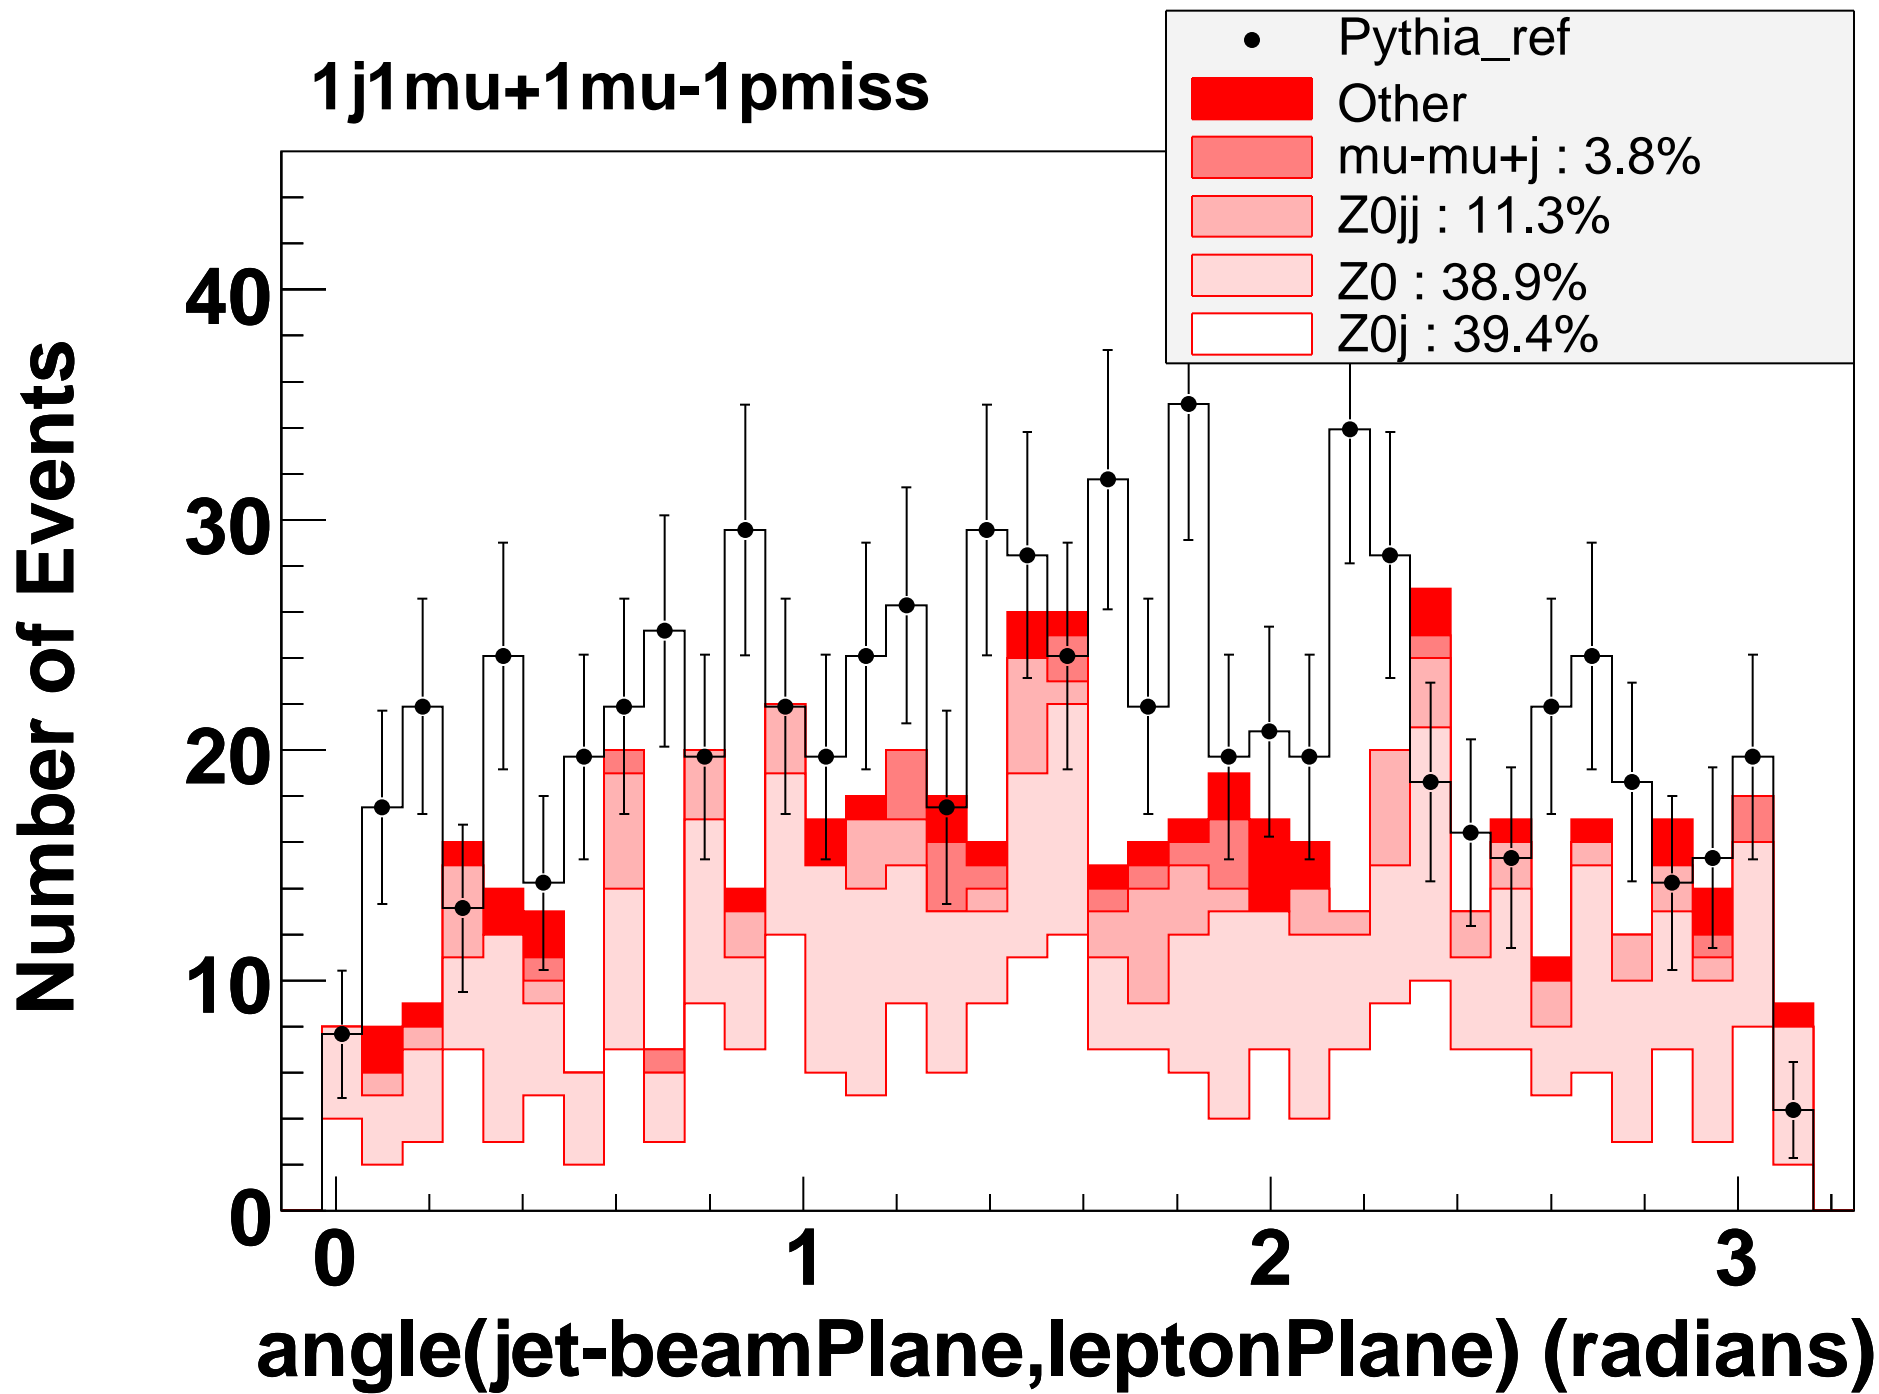 1j1mu+1mu-1pmiss
Pythia_ref
Other
mu-mu+j : 3.8%
Z0jj : 11.3%
Z0 : 38.9%
Z0j : 39.4%
Number of Events
40
30
20
10
0
0 1 2 3
angle(jet-beamPlane,leptonPlane) (radians)